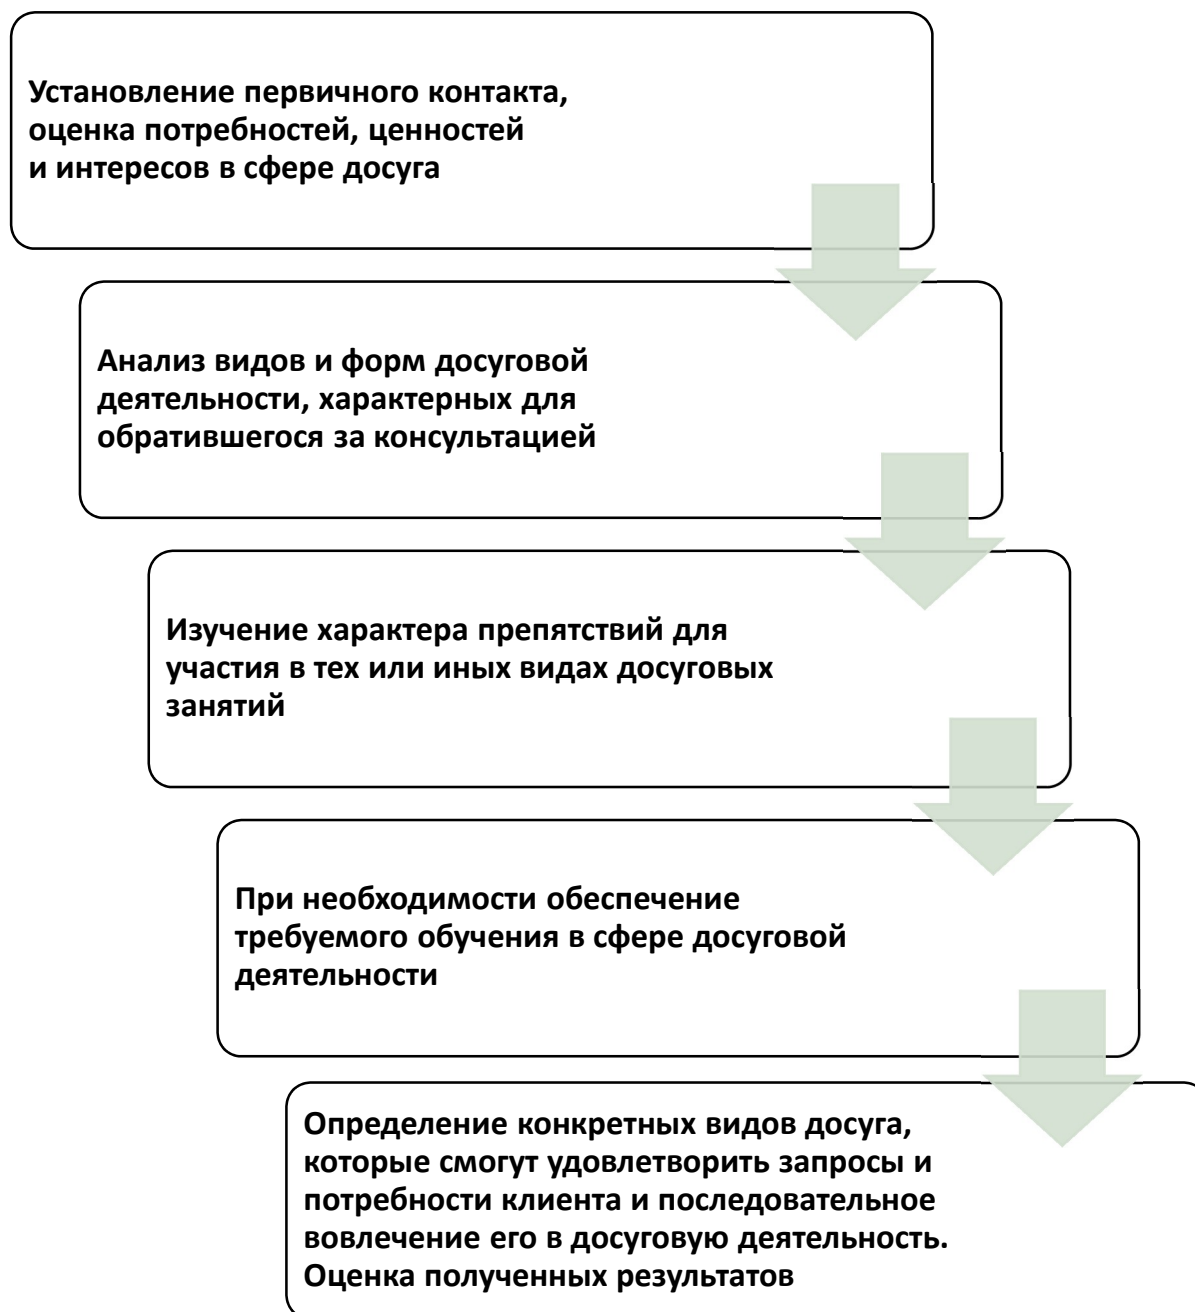 Установление первичного контакта,
оценка потребностей, ценностей
и интересов в сфере досуга
Анализ видов и форм досуговой
деятельности, характерных для
обратившегося за консультацией
Изучение характера препятствий для
участия в тех или иных видах досуговых
занятий
При необходимости обеспечение
требуемого обучения в сфере досуговой
деятельности
Определение конкретных видов досуга,
которые смогут удовлетворить запросы и
потребности клиента и последовательное
вовлечение его в досуговую деятельность.
Оценка полученных результатов